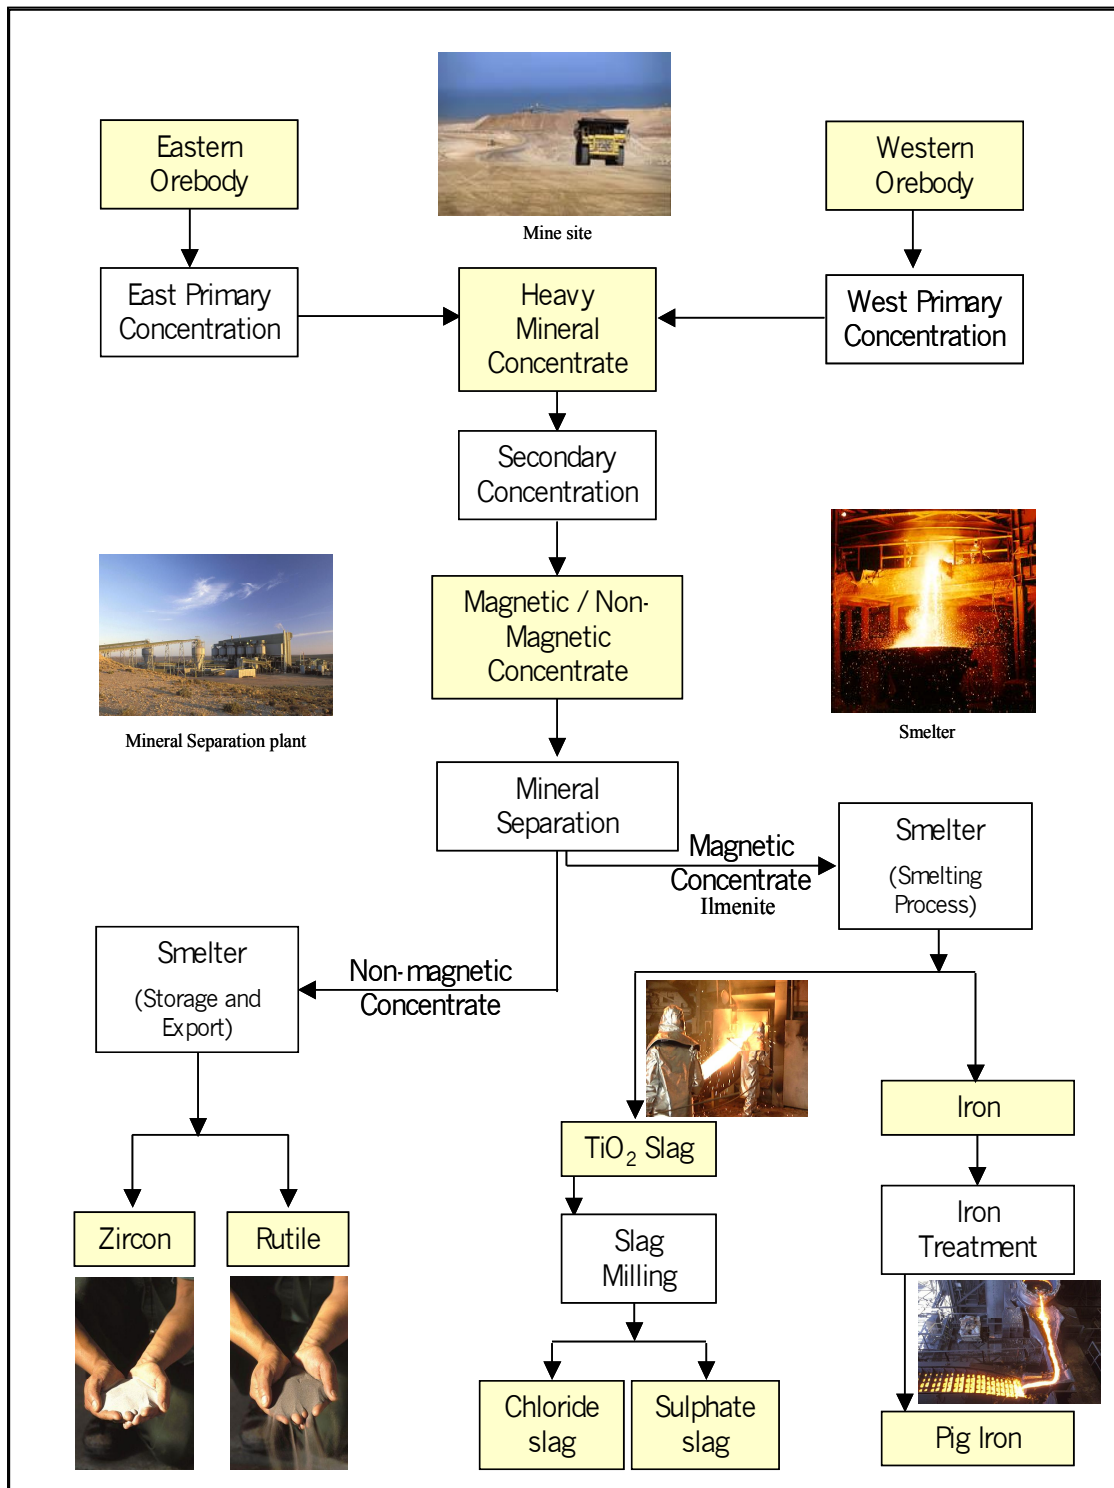 Eastern
Orebody
Western
Orebody
Mine site
East Primary
Concentration
Heavy
Mineral
Concentrate
West Primary
Concentration
Secondary
Concentration
Magnetic / Non-
Magnetic
Concentrate
Mineral Separation plant
Smelter
Mineral
Separation
Magnetic
Concentrate
Ilmenite
Smelter
(Smelting
Process)
Smelter
(Storage and
Export)
Non-magnetic
Concentrate
TiO₂ Slag
Iron
Zircon
Rutile
Slag
Milling
Iron
Treatment
Chloride
slag
Sulphate
slag
Pig Iron